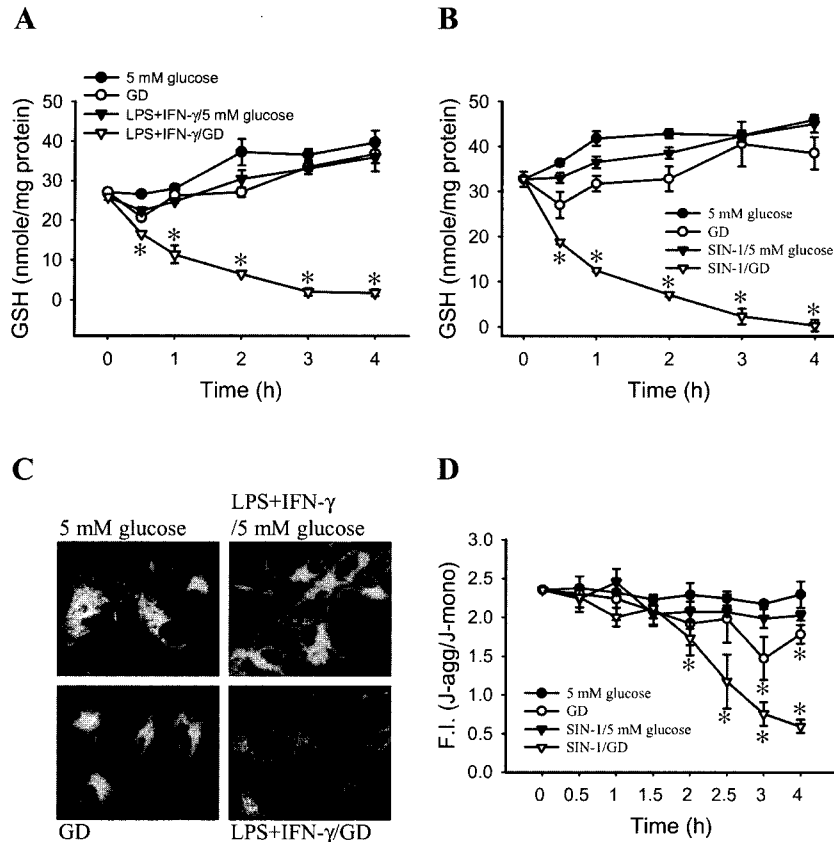 A
5 mM glucose
GD
LPS+IFN-γ/5 mM glucose
LPS+IFN-γ/GD
GSH (nmole/mg protein)
50
40
30
20
10
0
* * * * *
0 1 2 3 4
Time (h)
B
GSH (nmole/mg protein)
50
40
30
20
10
0
5 mM glucose
GD
SIN-1/5 mM glucose
SIN-1/GD
* * * * *
0 1 2 3 4
Time (h)
C
5 mM glucose
LPS+IFN-γ
/5 mM glucose
GD
LPS+IFN-γ/GD
D
F.I. (J-agg/J-mono)
3.0
2.5
2.0
1.5
1.0
0.5
0.0
5 mM glucose
GD
SIN-1/5 mM glucose
SIN-1/GD
* * * * * *
0 0.5 1 1.5 2 2.5 3 4
Time (h)